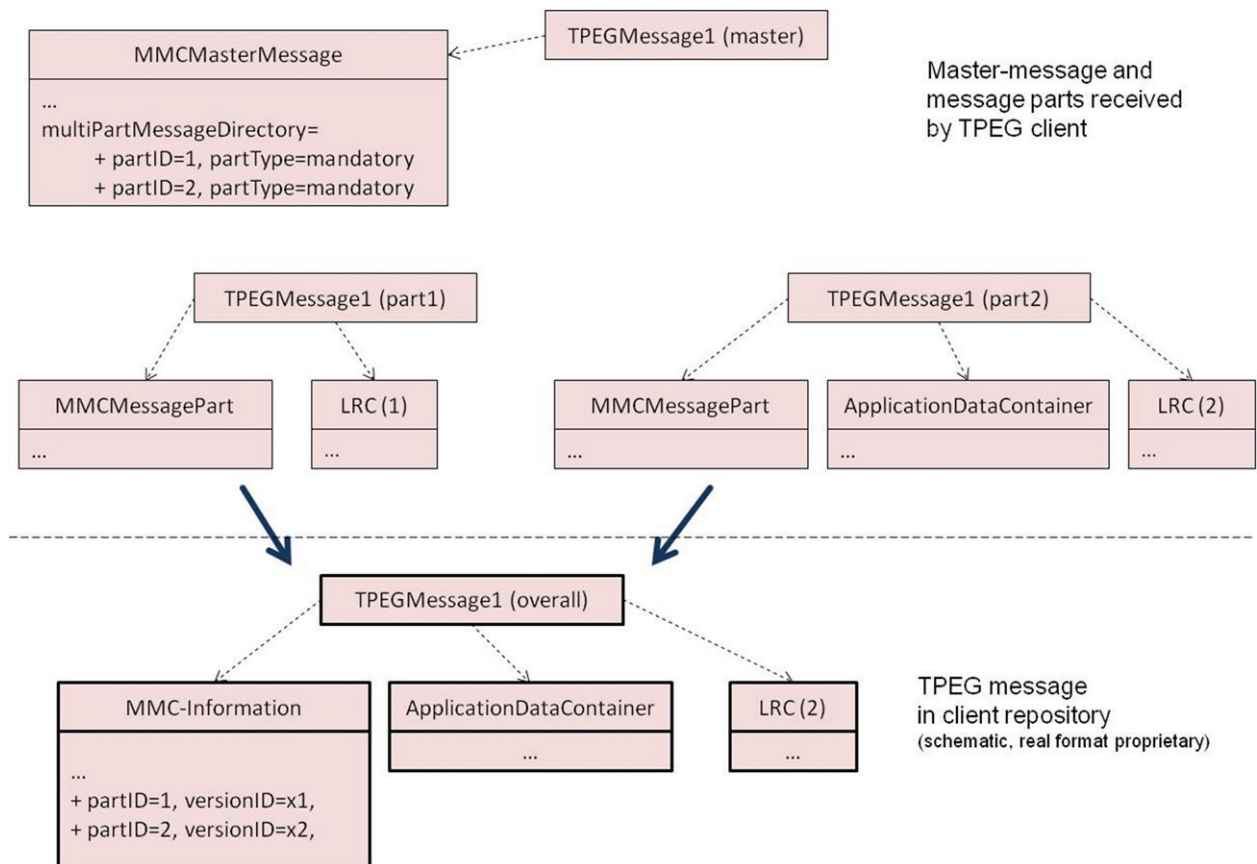 TPEGMessage1 (master)
MMCMasterMessage
...
multiPartMessageDirectory=
+ partID=1, partType=mandatory
+ partID=2, partType=mandatory
Master-message and
message parts received
by TPEG client
TPEGMessage1 (part1)
TPEGMessage1 (part2)
MMCMessagePart
...
LRC (1)
...
MMCMessagePart
...
ApplicationDataContainer
...
LRC (2)
...
TPEGMessage1 (overall)
MMC-Information
...
+ partID=1, versionID=x1,
+ partID=2, versionID=x2,
ApplicationDataContainer
...
LRC (2)
...
TPEG message
in client repository
(schematic, real format proprietary)